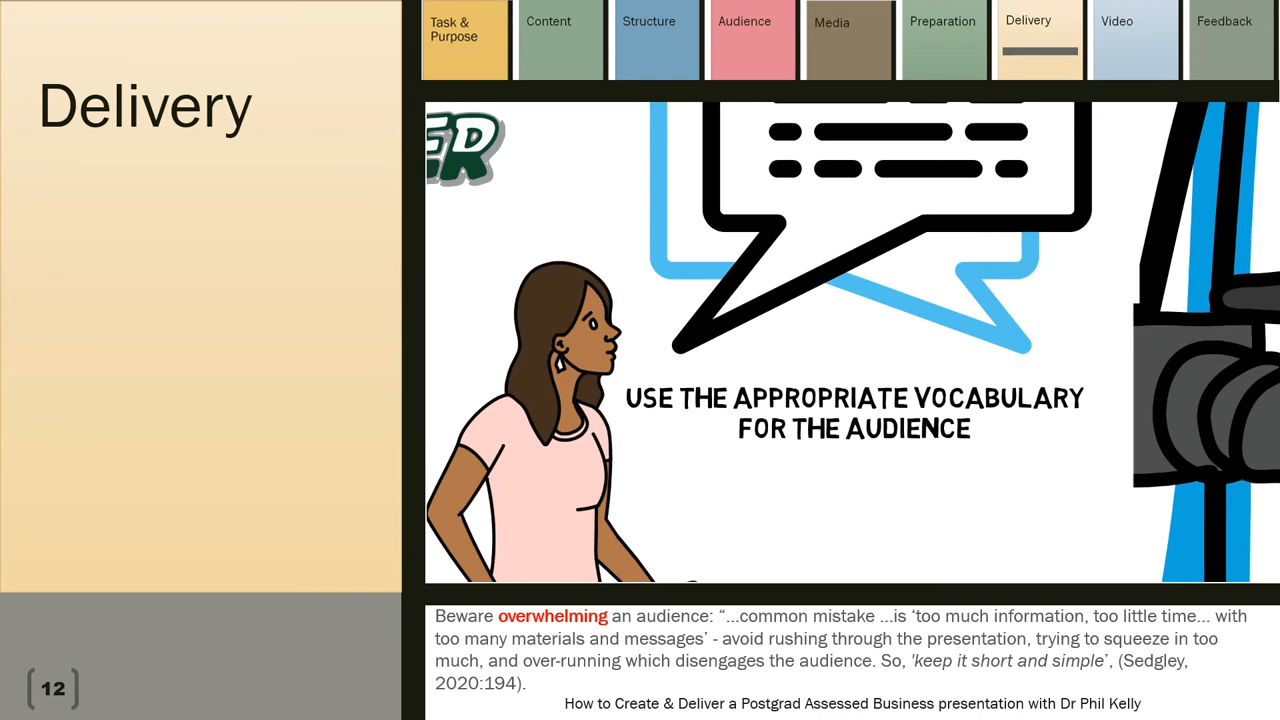 Task &
Purpose
Content
Structure
Audience
Media
Preparation
Delivery
Video
Feedback
Delivery
ER
USE THE APPROPRIATE VOCABULARY
FOR THE AUDIENCE
Beware overwhelming an audience: “...common mistake ...is ‘too much information, too little time... with
too many materials and messages’ - avoid rushing through the presentation, trying to squeeze in too
much, and over-running which disengages the audience. So, 'keep it short and simple’, (Sedgley,
2020:194).
12
How to Create & Deliver a Postgrad Assessed Business presentation with Dr Phil Kelly